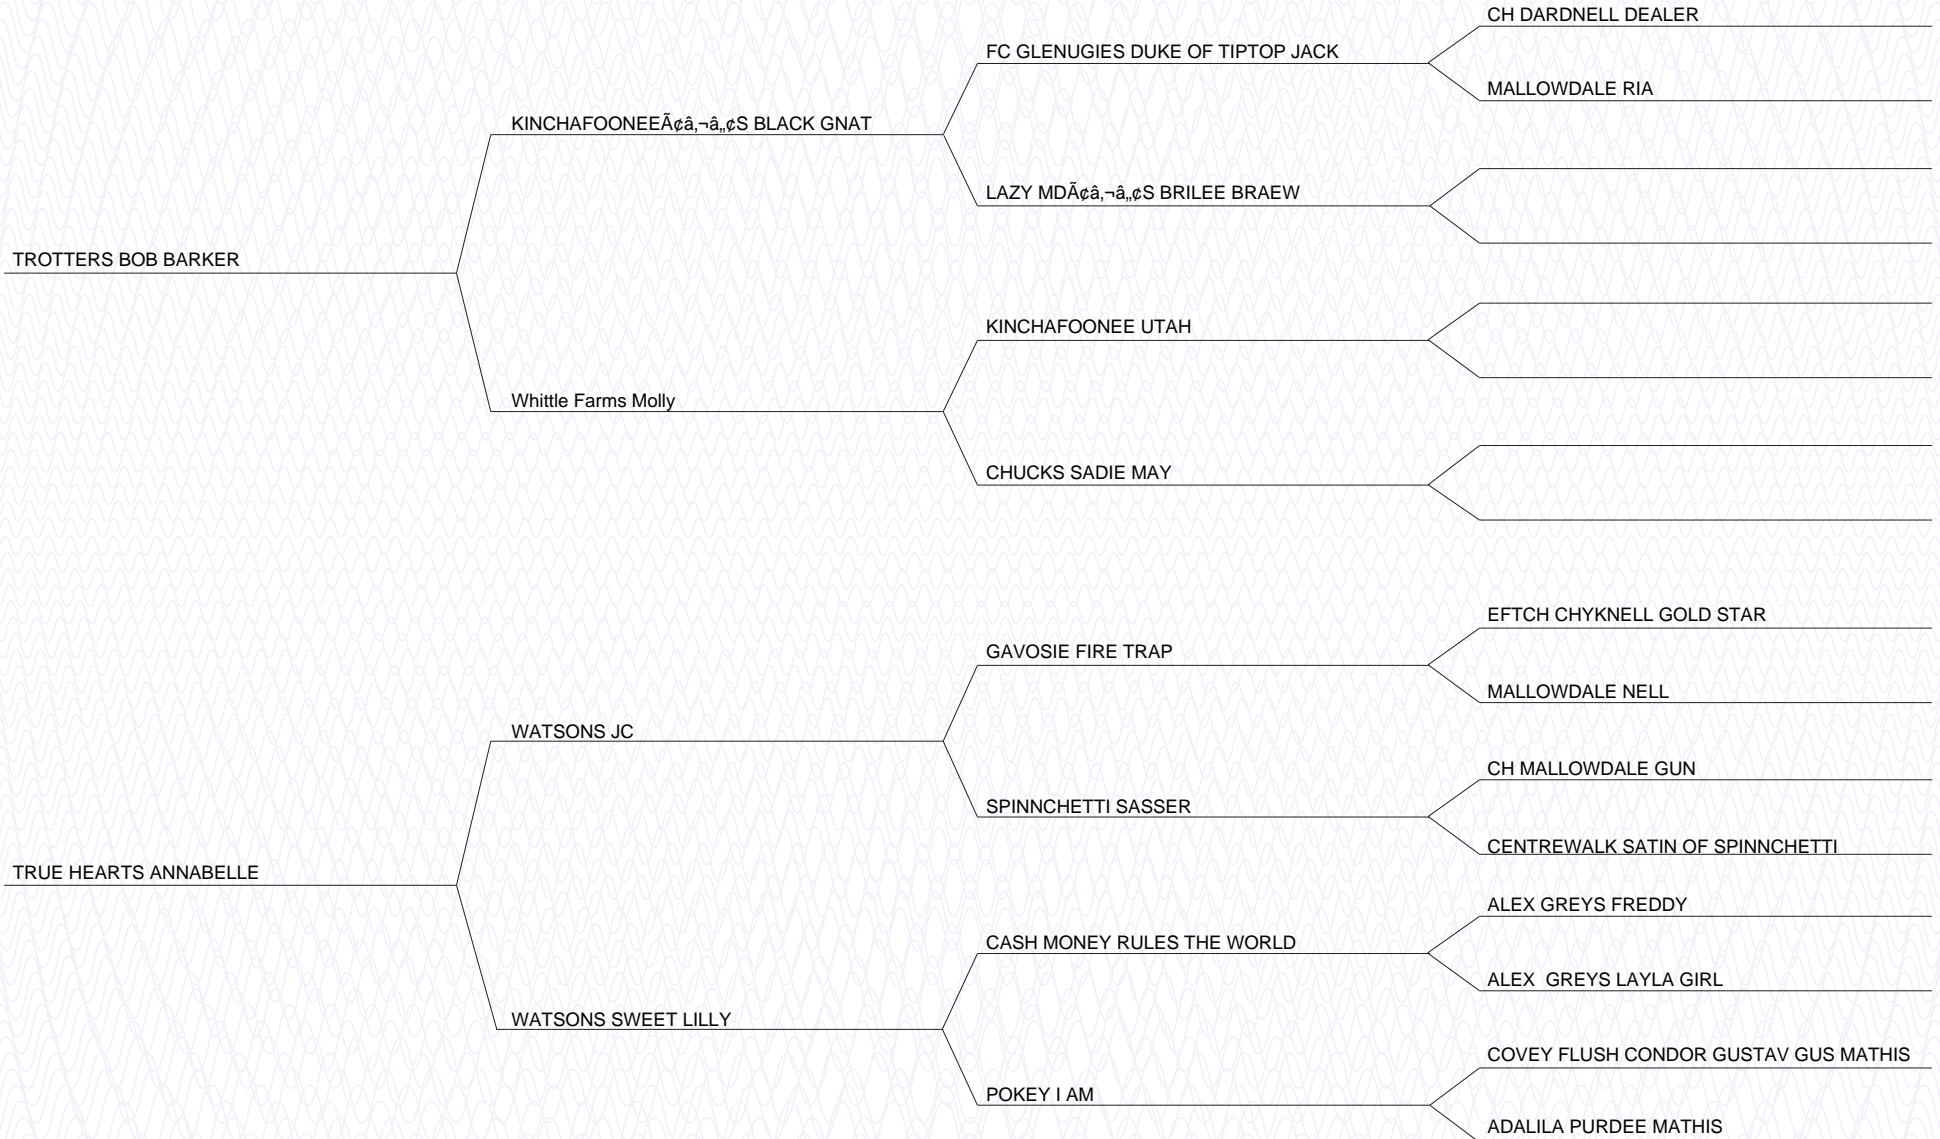 CH DARDNELL DEALER
FC GLENUGIES DUKE OF TIPTOP JACK
MALLOWDALE RIA
KINCHAFOONEEÃ¢â‚¬â„¢S BLACK GNAT
LAZY MDÃ¢â‚¬â„¢S BRILEE BRAEW
TROTTERS BOB BARKER
KINCHAFOONEE UTAH
Whittle Farms Molly
CHUCKS SADIE MAY
EFTCH CHYKNELL GOLD STAR
GAVOSIE FIRE TRAP
MALLOWDALE NELL
WATSONS JC
CH MALLOWDALE GUN
SPINNCHETTI SASSER
CENTREWALK SATIN OF SPINNCHETTI
TRUE HEARTS ANNABELLE
ALEX GREYS FREDDY
CASH MONEY RULES THE WORLD
ALEX  GREYS LAYLA GIRL
WATSONS SWEET LILLY
COVEY FLUSH CONDOR GUSTAV GUS MATHIS
POKEY I AM
ADALILA PURDEE MATHIS